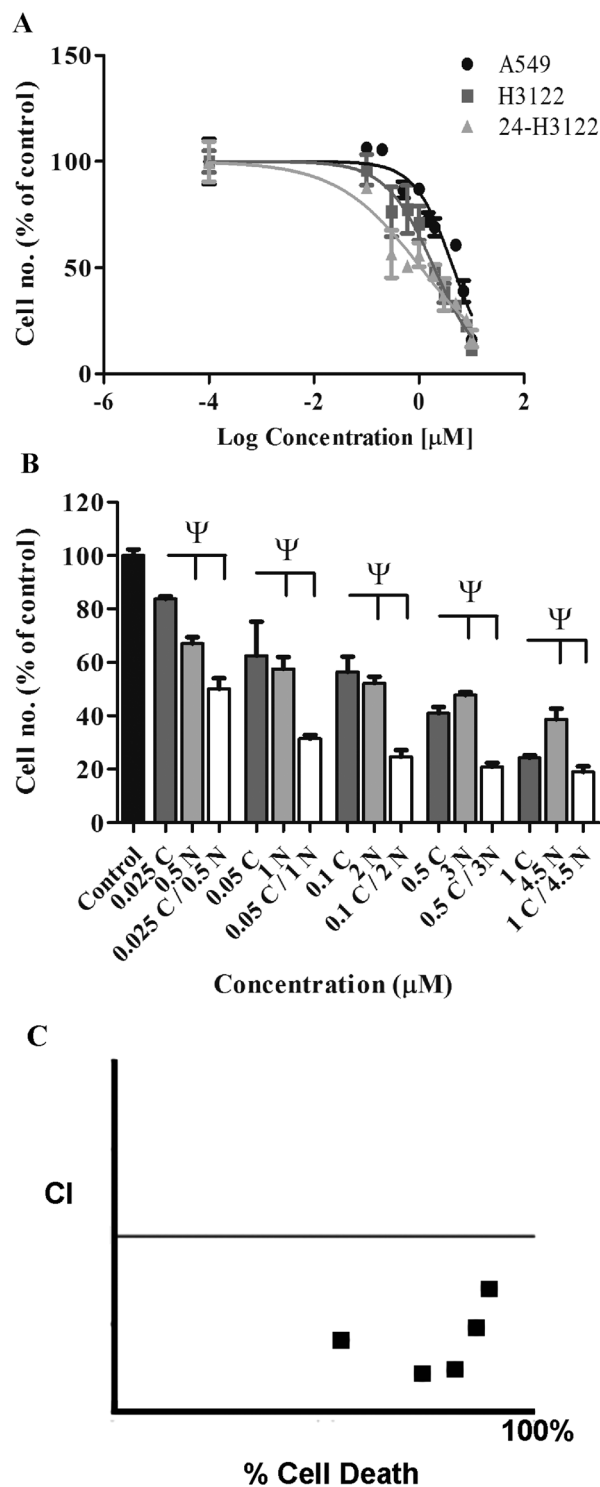 A
150
100
50
0
Cell no. (% of control)
A549
H3122
24-H3122
-6
-4
-2
0
2
Log Concentration [μM]
B
120
100
80
60
40
20
0
Cell no. (% of control)
Ψ
Ψ
Ψ
Ψ
Ψ
Control
0.025 C
0.5 N
0.025 C / 0.5 N
0.05 C
1 N
0.05 C / 1 N
0.1 C
2 N
0.1 C / 2 N
0.5 C
3N
0.5 C / 3N
1 C
4.5 N
1 C / 4.5 N
Concentration (μM)
C
CI
100%
% Cell Death